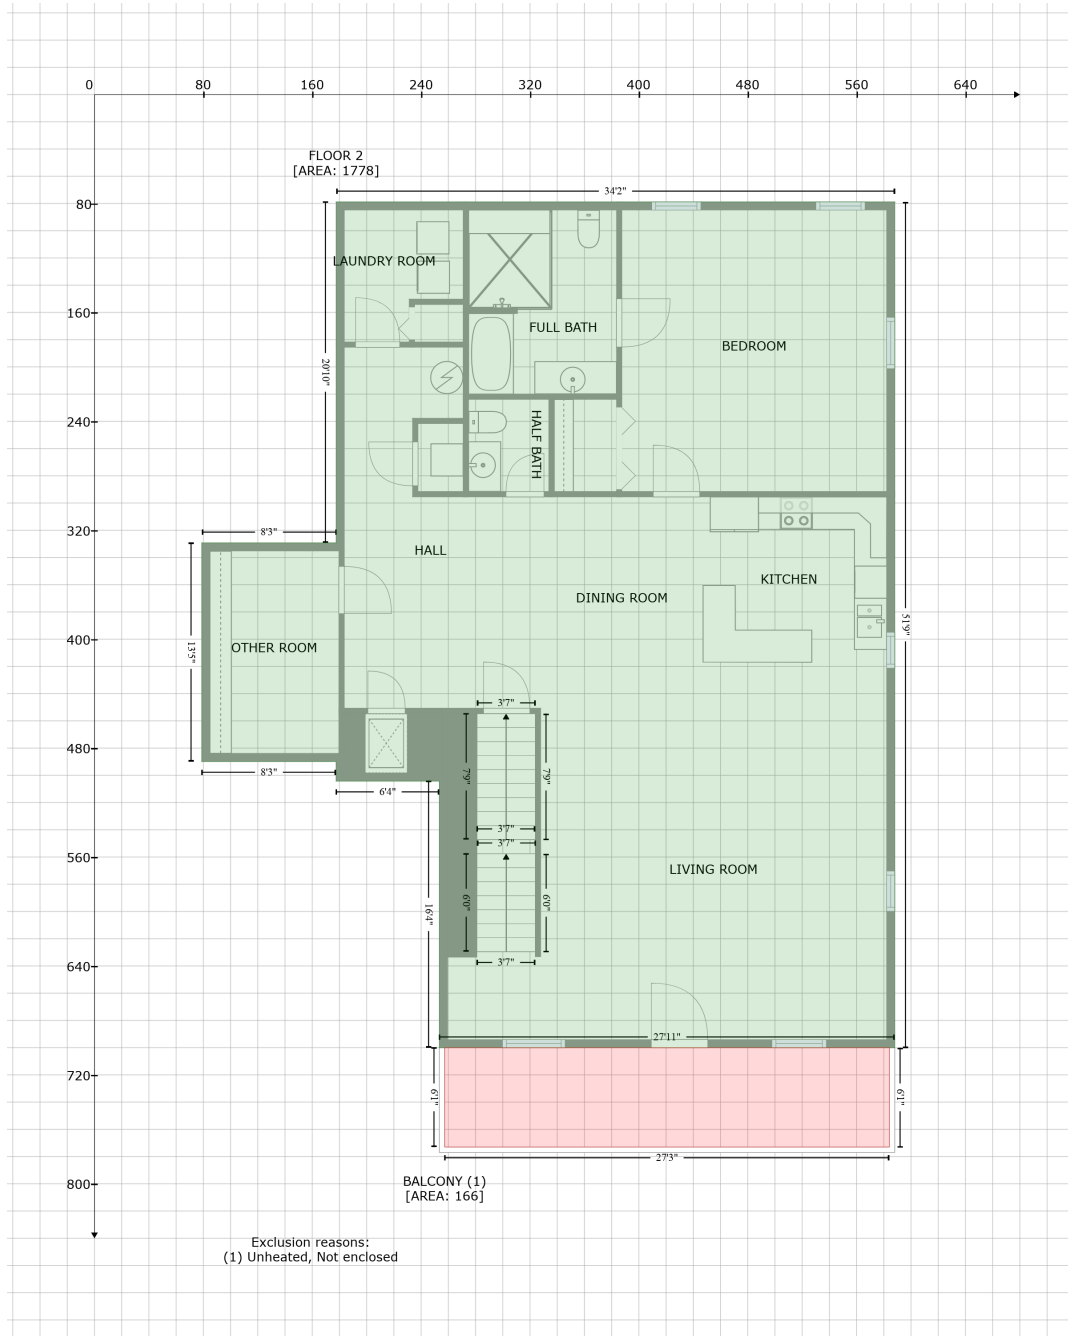 0 80 160 240 320 400 480 560 640
FLOOR 2
[AREA: 1778]
34'2"
80
LAUNDRY ROOM
160
FULL BATH
BEDROOM
20'10"
240
HALF BATH
320
8'3"
HALL
KITCHEN
DINING ROOM
51'9"
400
13'5"
OTHER ROOM
3'7"
480
8'3"
7'9"
7'9"
6'4"
3'7"
3'7"
560
LIVING ROOM
6'0"
6'0"
16'4"
640
3'7"
27'11"
720
6'1"
6'1"
27'3"
800
BALCONY (1)
[AREA: 166]
Exclusion reasons:
(1) Unheated, Not enclosed